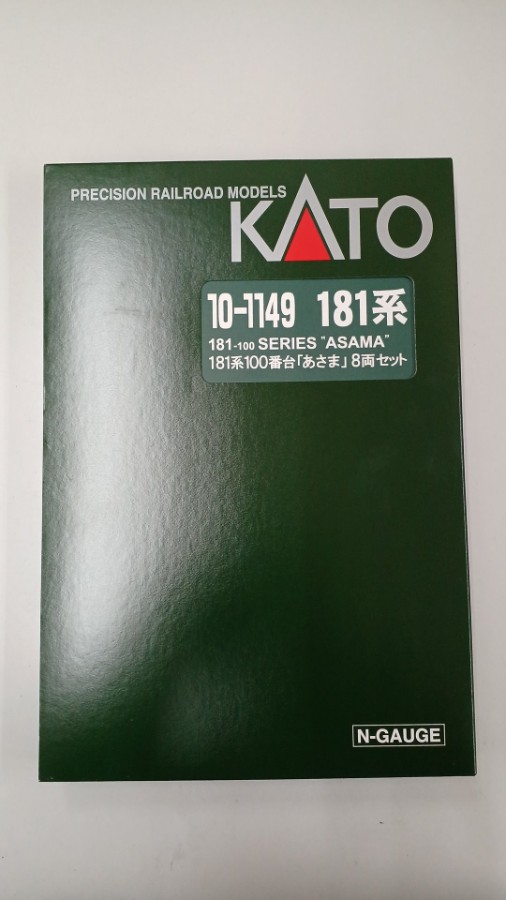 PRECISION RAILROAD MODELS
KATO
10-1149 181系
181-100 SERIES "ASAMA"
181系100番台「あさま」8両セット
N-GAUGE